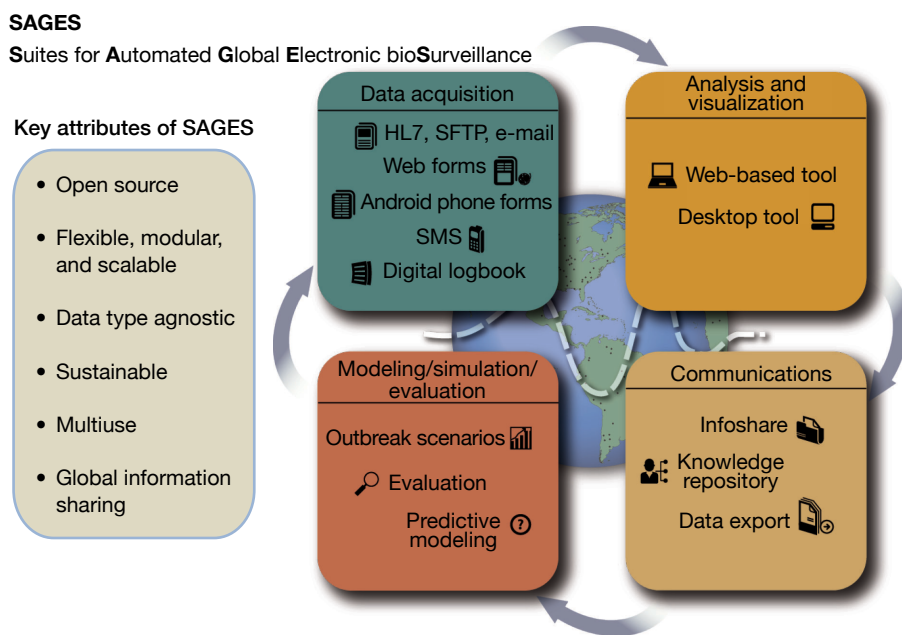 SAGES
Suites for Automated Global Electronic bioSurveillance
Key attributes of SAGES
• Open source
• Flexible, modular,
and scalable
• Data type agnostic
• Sustainable
• Multiuse
• Global information
sharing
Data acquisition
HL7, SFTP, e-mail
Web forms
Android phone forms
SMS
Digital logbook
Analysis and
visualization
Web-based tool
Desktop tool
Modeling/simulation/
evaluation
Outbreak scenarios
Evaluation
Predictive
modeling
?
Communications
Infoshare
Knowledge
repository
Data export